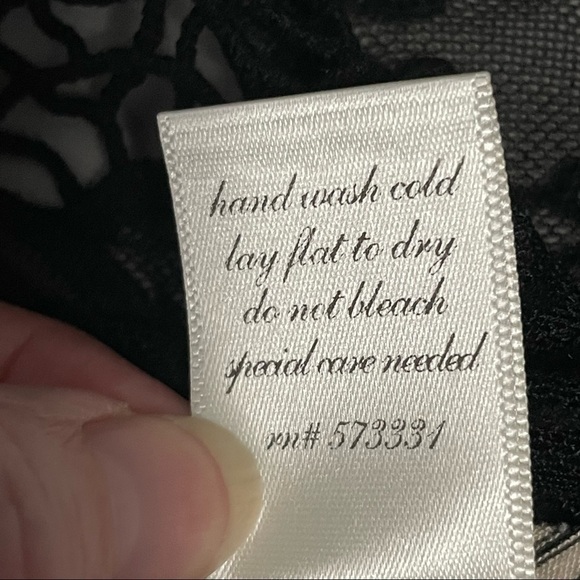 hand wash cold
lay flat to dry
do not bleach
special care needed
rn# 573331